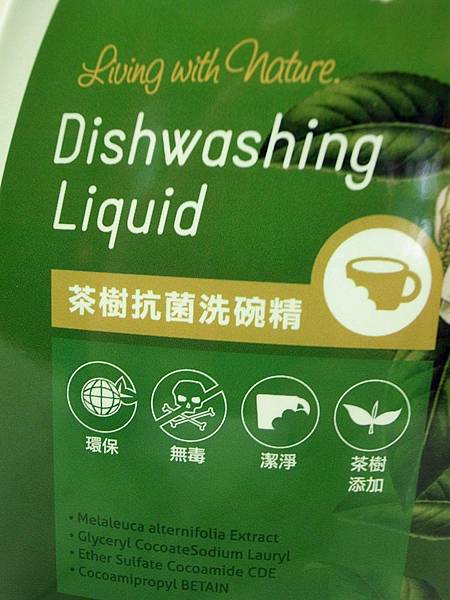 Living with Nature.
Dishwashing
Liquid
茶樹抗菌洗碗精
環保
無毒
潔淨
茶樹
添加
• Melaleuca alternifolia Extract
• Glyceryl CocoateSodium Lauryl
• Ether Sulfate Cocoamide CDE
• Cocoamipropyl BETAIN